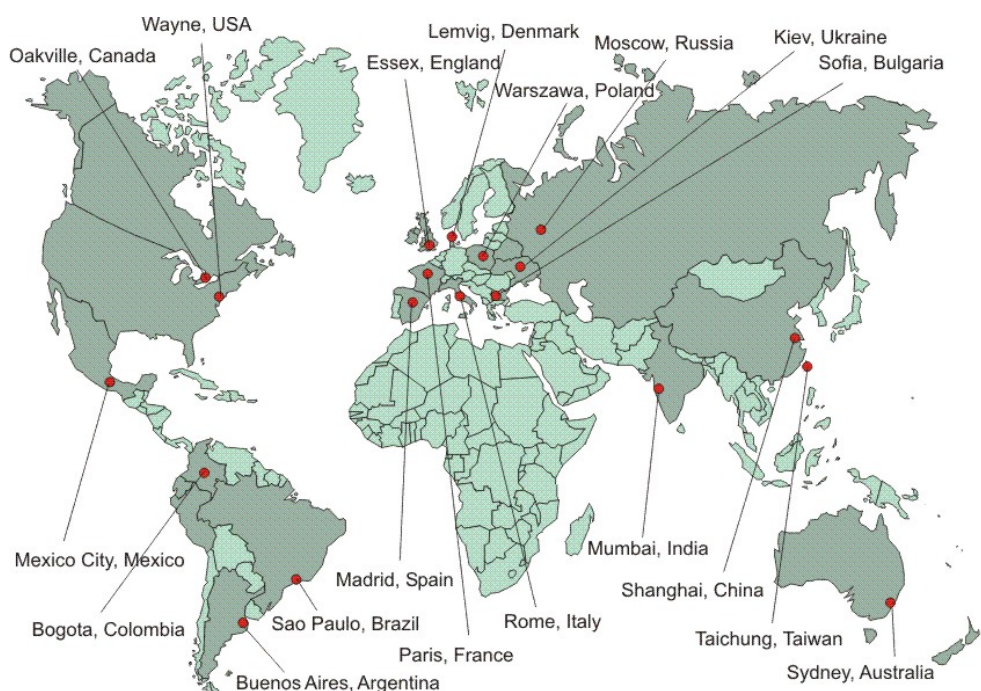 Wayne, USA
Lemvig, Denmark
Oakville, Canada
Essex, England
Moscow, Russia
Kiev, Ukraine
Sofia, Bulgaria
Warszawa, Poland
Mexico City, Mexico
Madrid, Spain
Mumbai, India
Shanghai, China
Bogota, Colombia
Sao Paulo, Brazil
Rome, Italy
Paris, France
Taichung, Taiwan
Sydney, Australia
Buenos Aires, Argentina